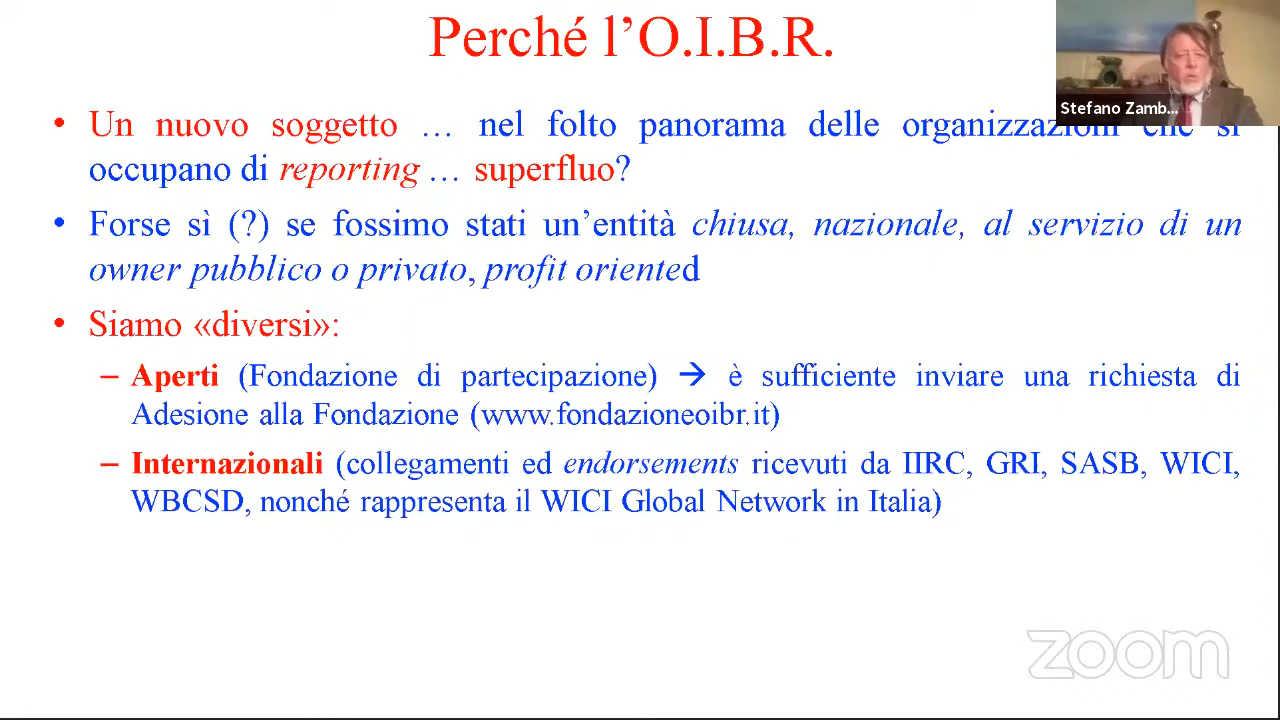 Perché l’O.I.B.R.
Stefano Zamb...
• Un nuovo soggetto … nel folto panorama delle organizzazioni che si
occupano di reporting … superfluo?
• Forse sì (?) se fossimo stati un’entità chiusa, nazionale, al servizio di un
owner pubblico o privato, profit oriented
• Siamo «diversi»:
– Aperti (Fondazione di partecipazione) → è sufficiente inviare una richiesta di
Adesione alla Fondazione (www.fondazioneoibr.it)
– Internazionali (collegamenti ed endorsements ricevuti da IIRC, GRI, SASB, WICI,
WBCSD, nonché rappresenta il WICI Global Network in Italia)
zoom